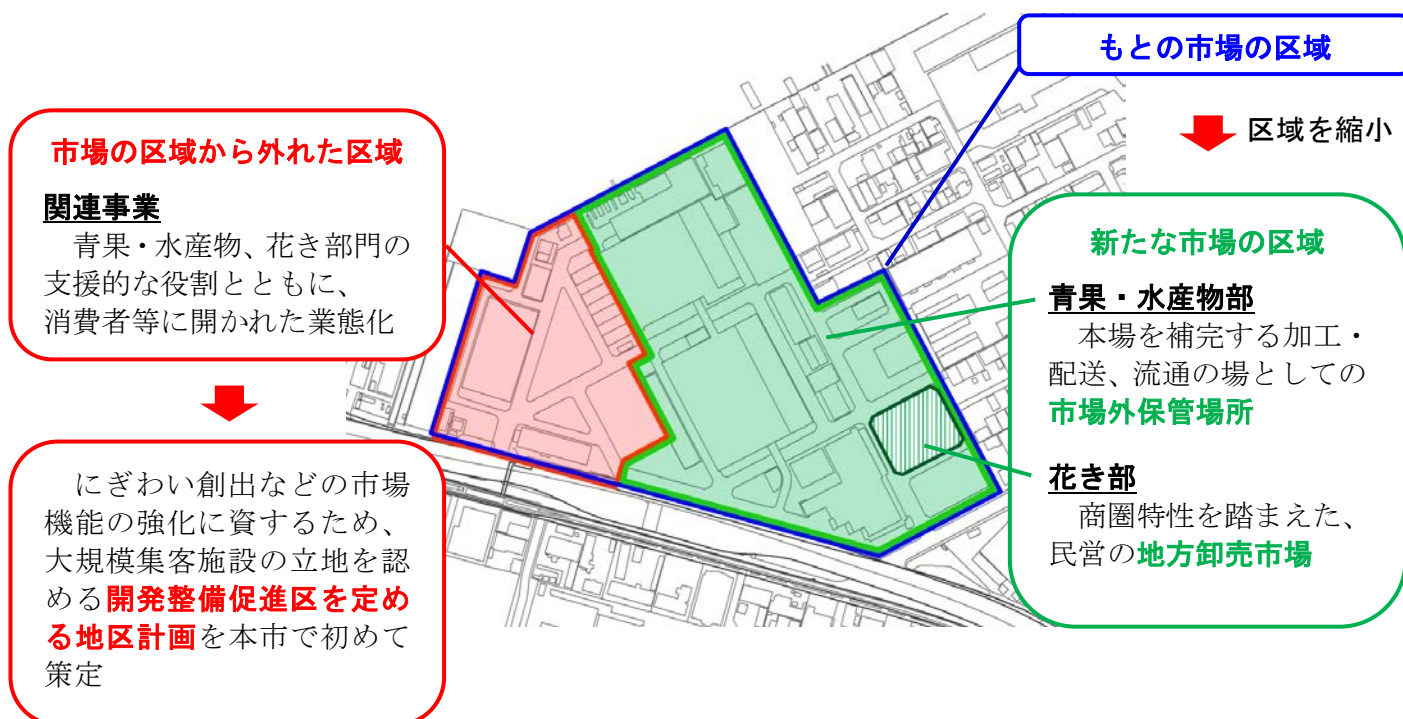 もとの市場の区域
区域を縮小
市場の区域から外れた区域
関連事業
青果・水産物、花き部門の
支援的な役割とともに、
消費者等に開かれた業態化
にぎわい創出などの市場
機能の強化に資するため、
大規模集客施設の立地を認
める開発整備促進区を定め
る地区計画を本市で初めて
策定
新たな市場の区域
青果・水産物部
本場を補完する加工・
配送、流通の場としての
市場外保管場所
花き部
商圏特性を踏まえた、
民営の地方卸売市場